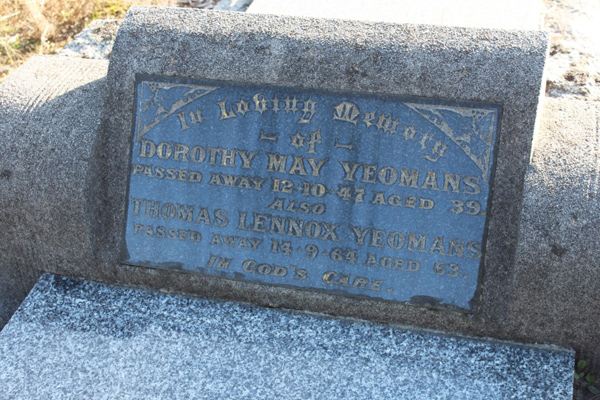 In Loving Memory
- of -
DOROTHY MAY YEOMANS
PASSED AWAY 12-10-47 AGED 39.
ALSO
THOMAS LENNOX YEOMANS
PASSED AWAY 14-9-64 AGED 63.
IN GOD'S CARE.